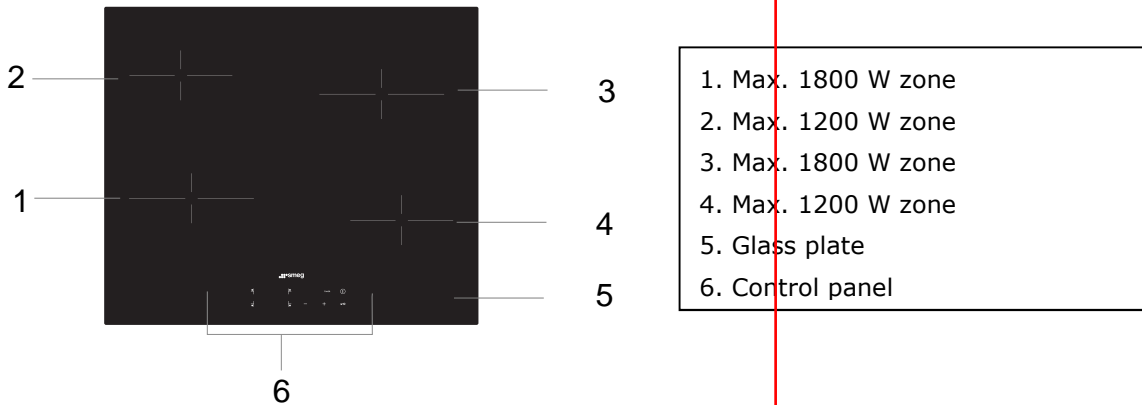 2
3
1
4
5
6
smeg
1. Max. 1800 W zone
2. Max. 1200 W zone
3. Max. 1800 W zone
4. Max. 1200 W zone
5. Glass plate
6. Control panel